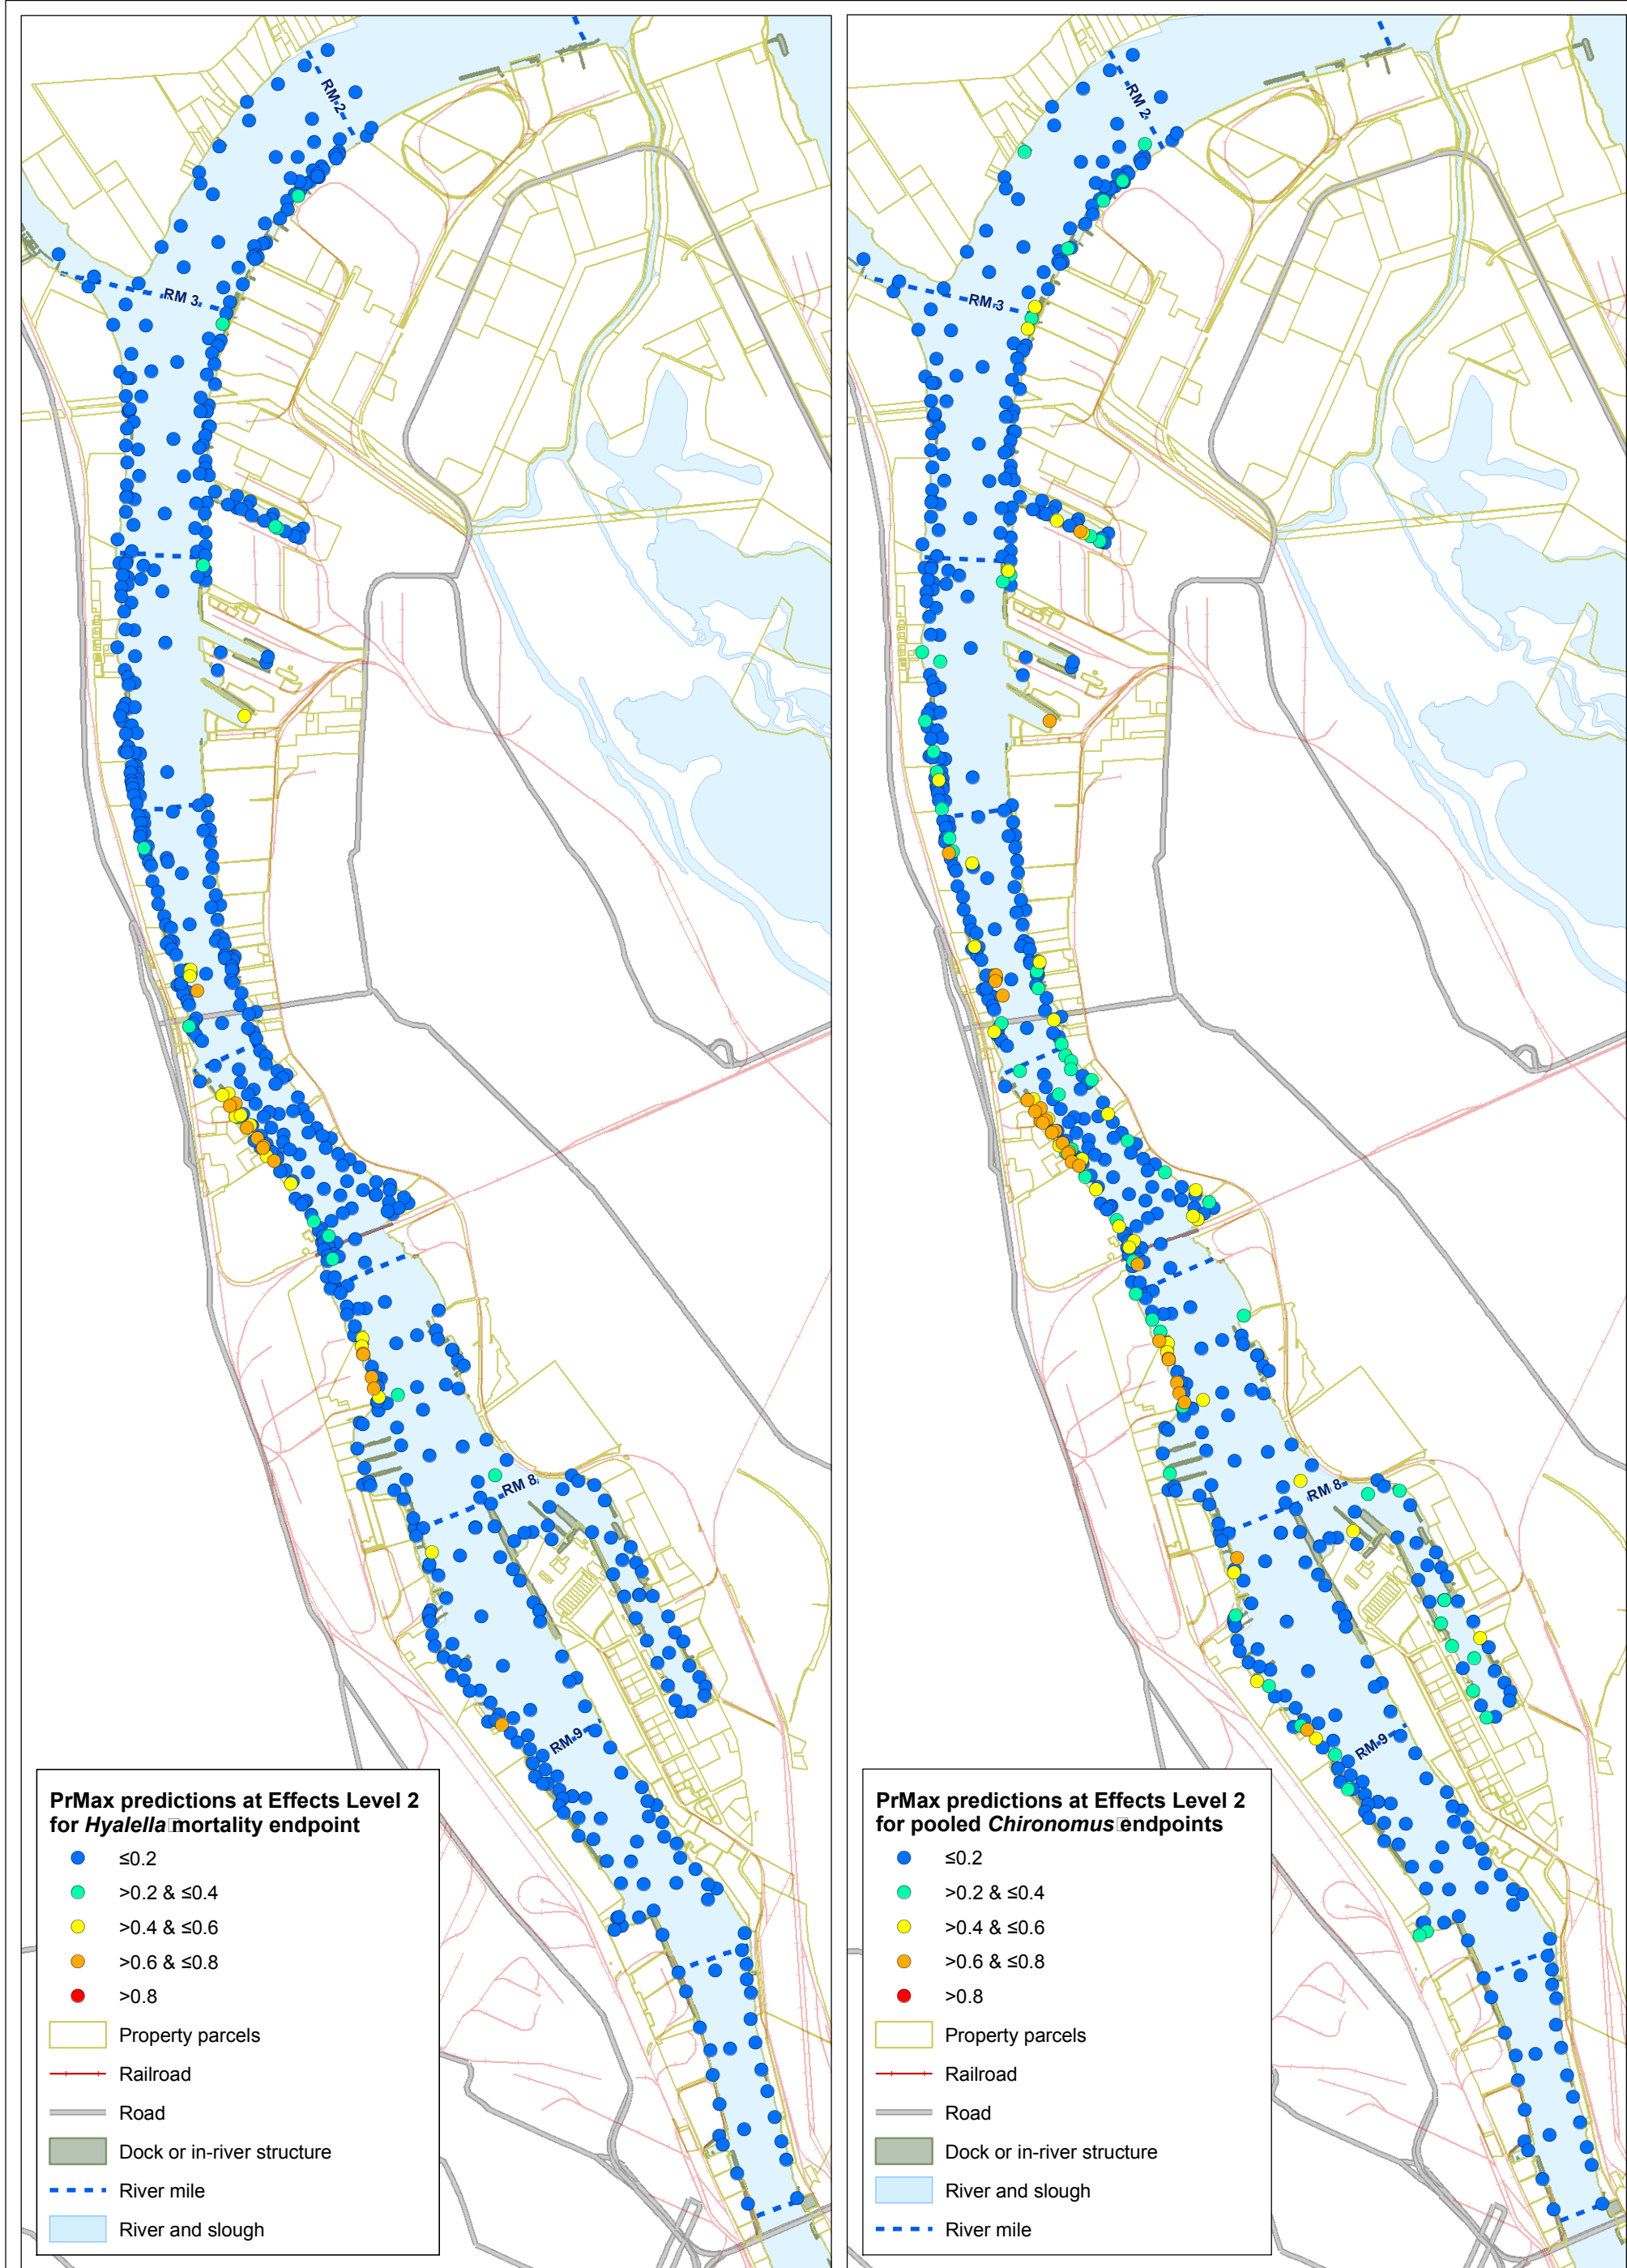 RM 2
RM 3
RM 8
RM 9
PrMax predictions at Effects Level 2
for Hyalella mortality endpoint
≤0.2
>0.2 & ≤0.4
>0.4 & ≤0.6
>0.6 & ≤0.8
>0.8
Property parcels
Railroad
Road
Dock or in-river structure
River mile
River and slough
RM 2
RM 3
RM 8
RM 9
PrMax predictions at Effects Level 2
for pooled Chironomus endpoints
≤0.2
>0.2 & ≤0.4
>0.4 & ≤0.6
>0.6 & ≤0.8
>0.8
Property parcels
Railroad
Road
Dock or in-river structure
River and slough
River mile